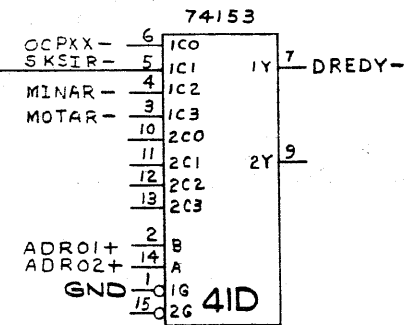 74153
OCPXX- 6 1C0 1Y 7 DREDY-
SKSIR- 5 1C1
MINAR- 4 1C2
MOTAR- 3 1C3
10 2C0
11 2C1 2Y 9
12 2C2
13 2C3
ADR01+ 2 B
ADR02+ 14 A
GND 1 1G
15 2G 41D